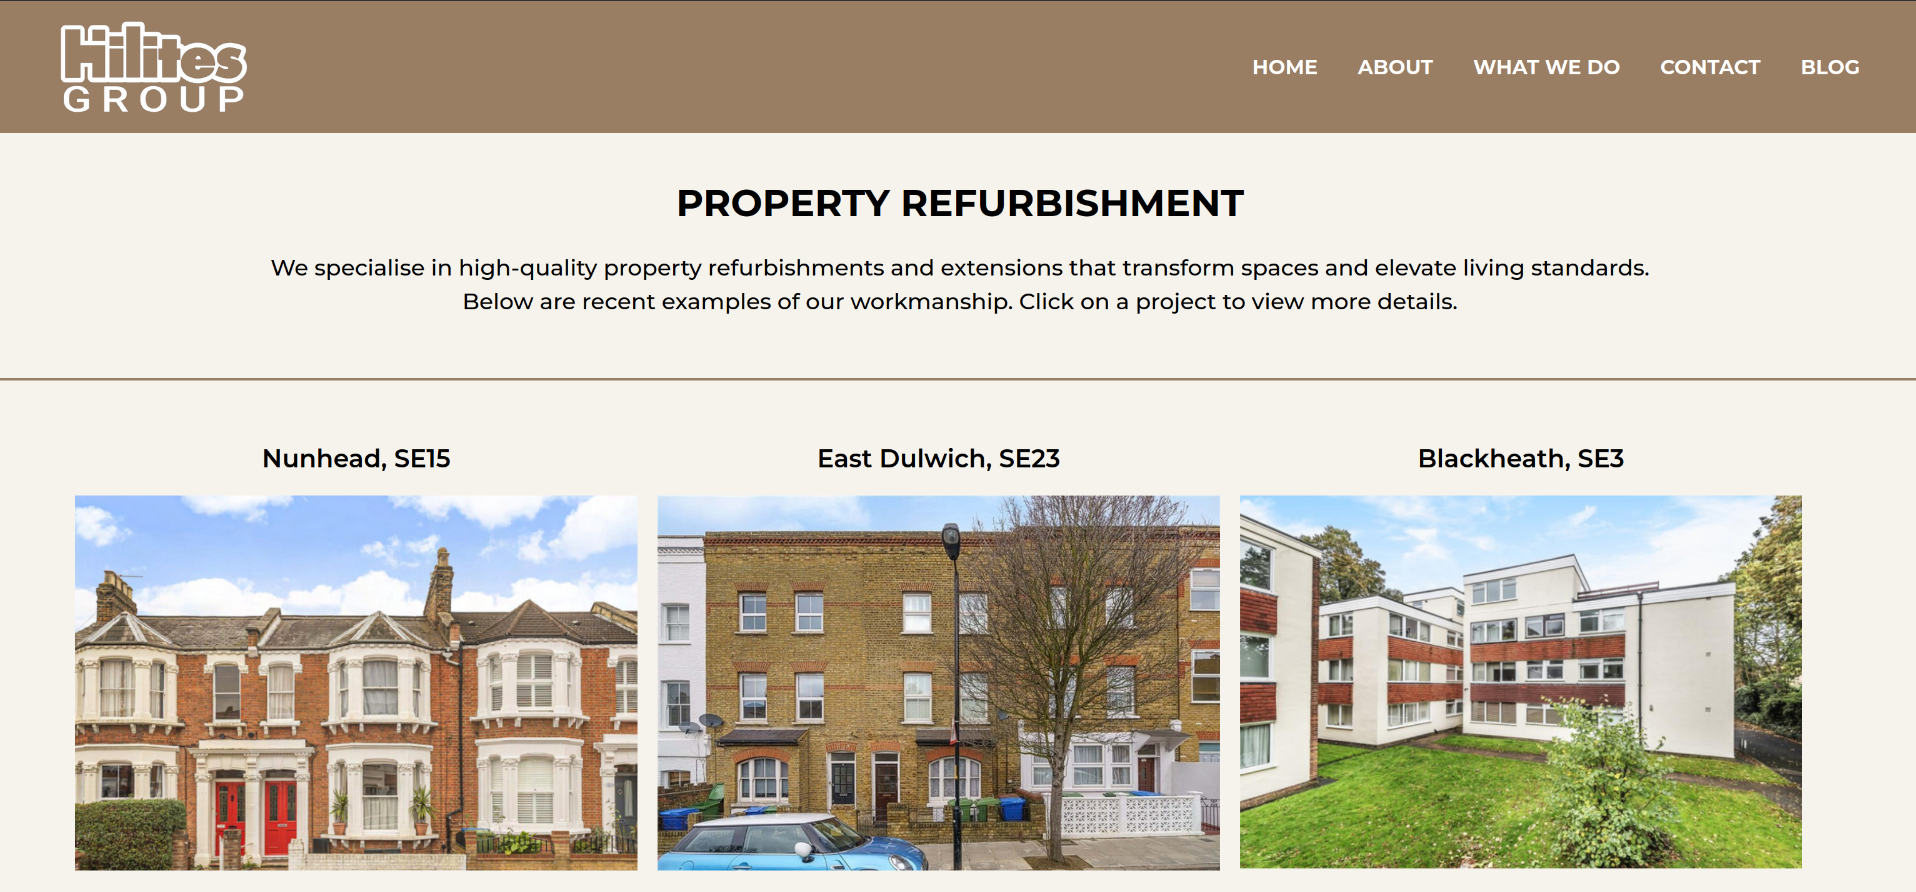 Hilites
GROUP
HOME
ABOUT
WHAT WE DO
CONTACT
BLOG
PROPERTY REFURBISHMENT
We specialise in high-quality property refurbishments and extensions that transform spaces and elevate living standards.
Below are recent examples of our workmanship. Click on a project to view more details.
Nunhead, SE15
East Dulwich, SE23
Blackheath, SE3